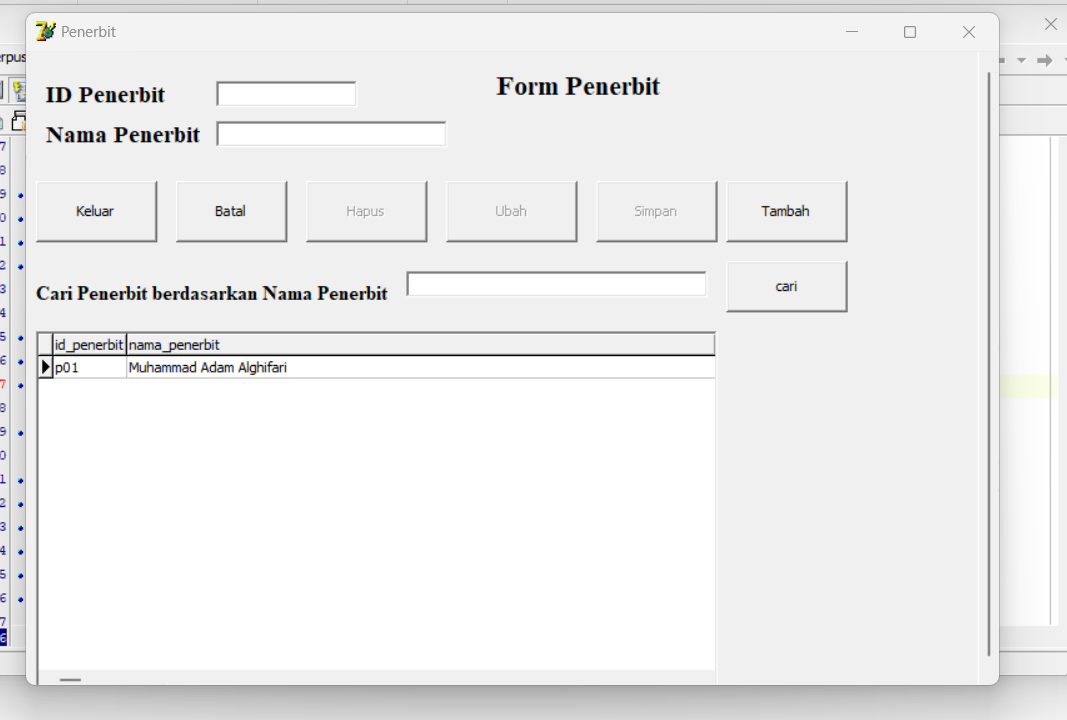 Penerbit
erpus
ID Penerbit
Form Penerbit
Nama Penerbit
Keluar Batal Hapus Ubah Simpan Tambah
Cari Penerbit berdasarkan Nama Penerbit
cari
id_penerbit nama_penerbit
p01 Muhammad Adam Alghifari